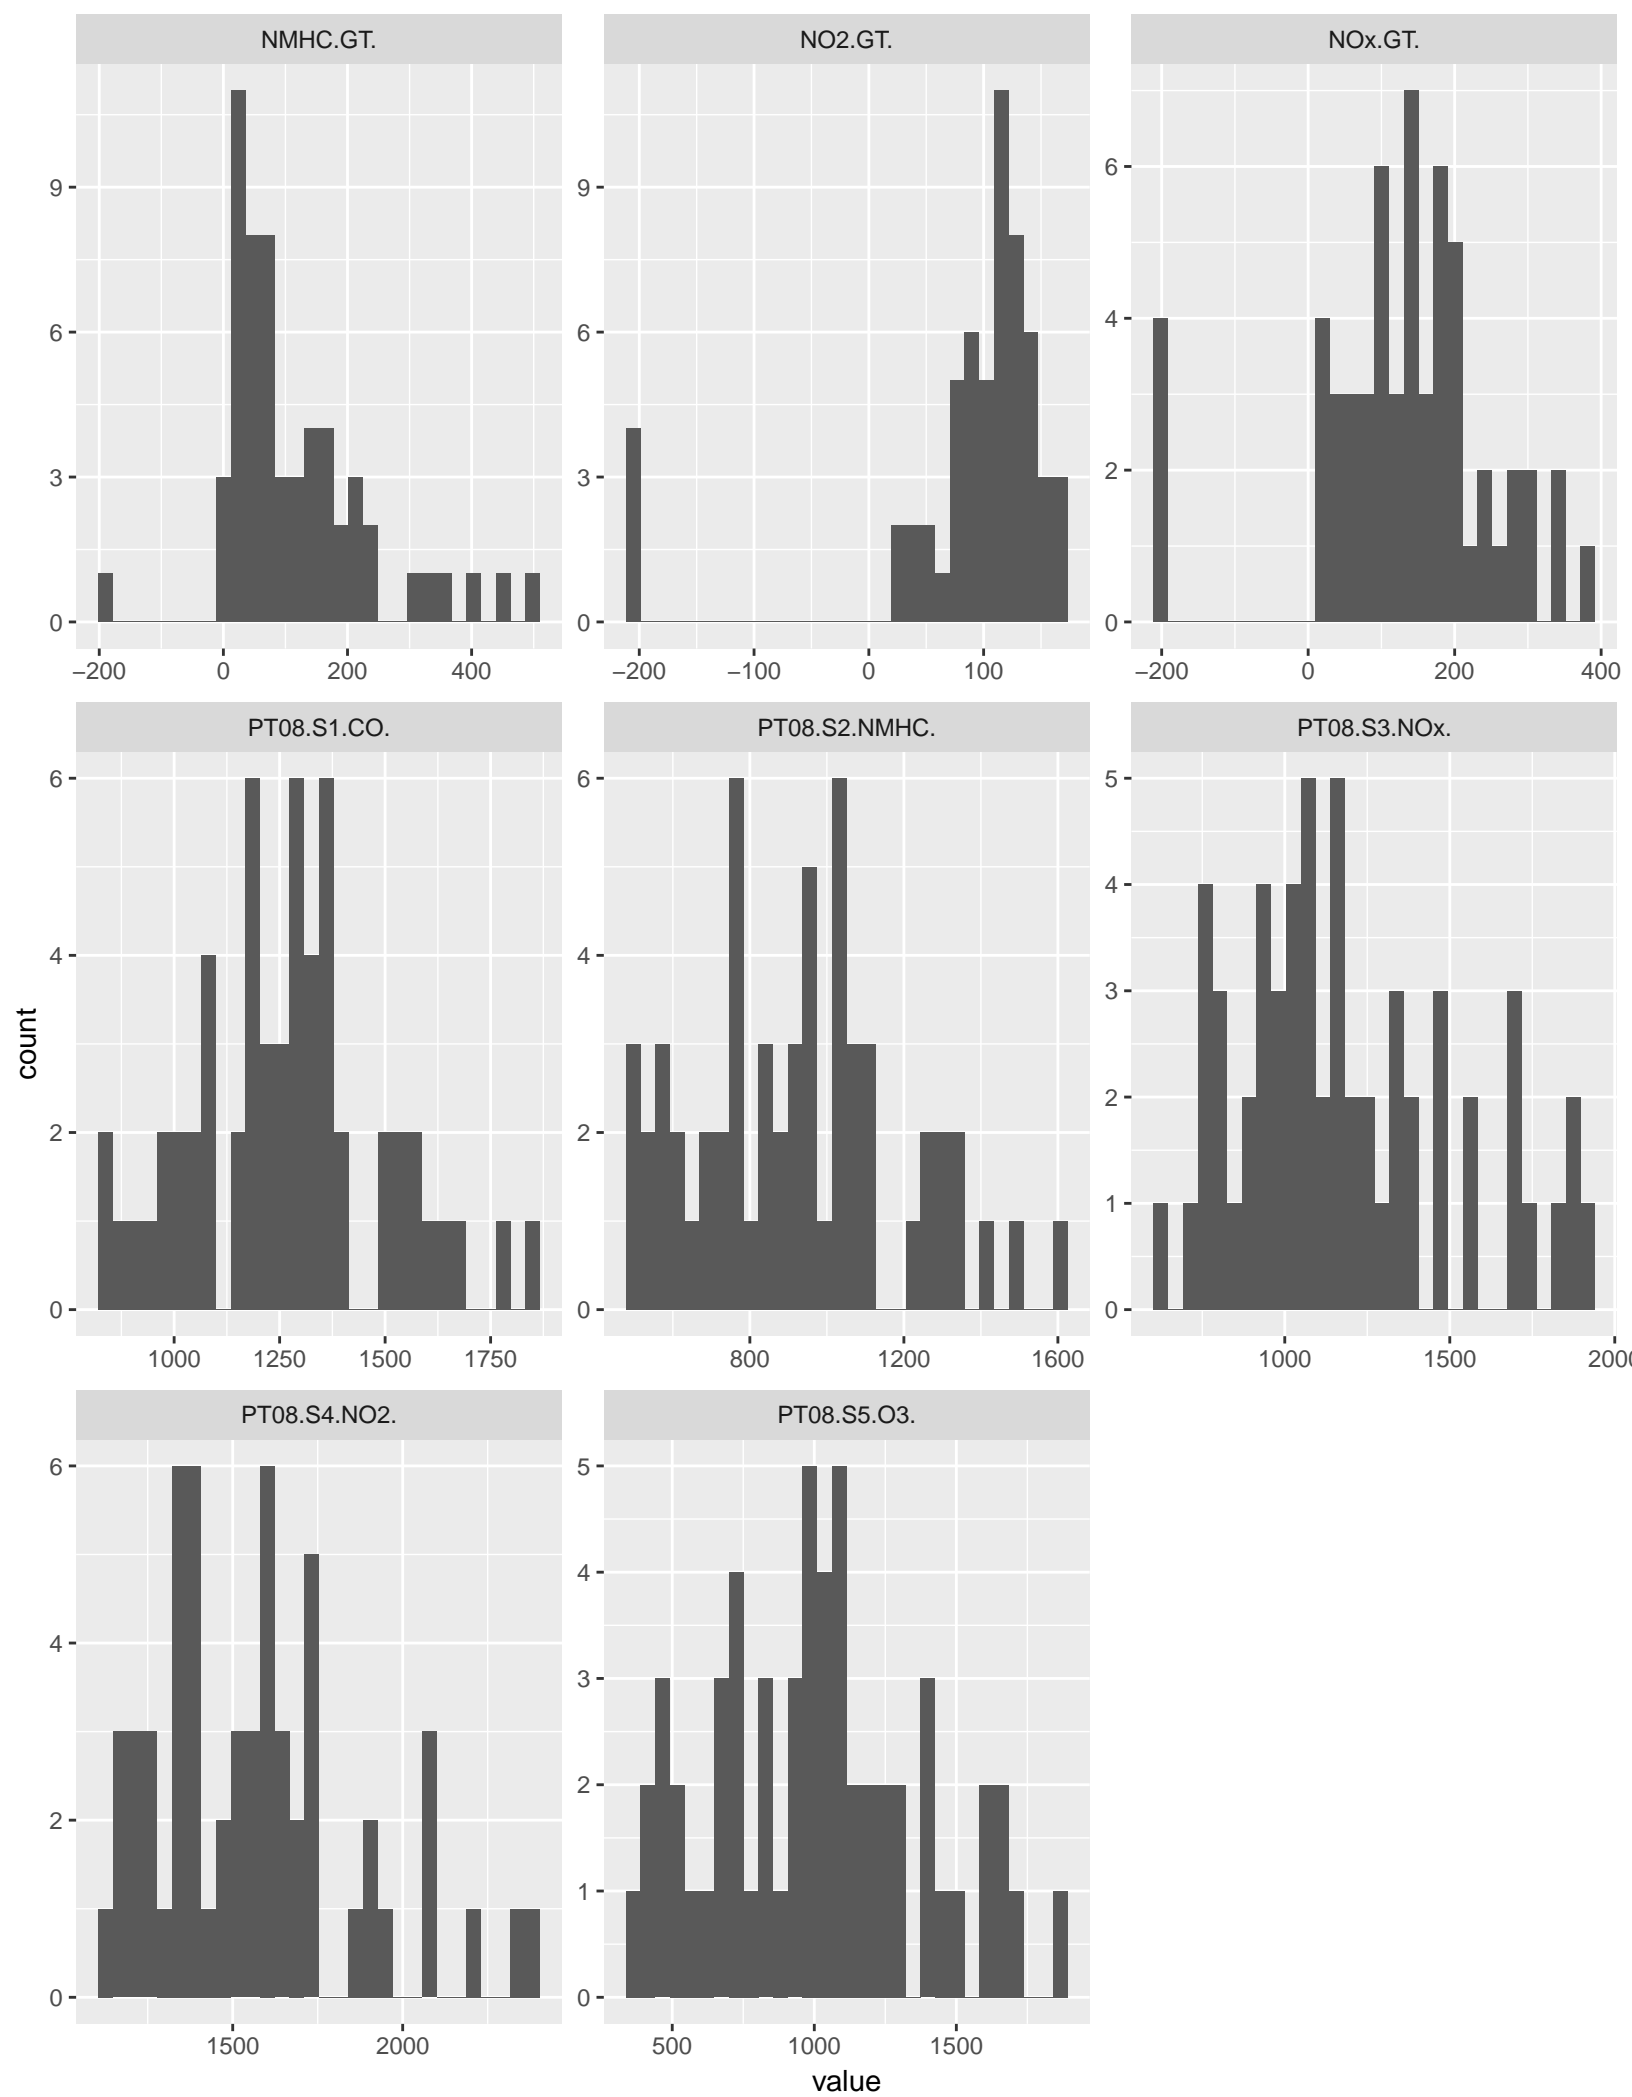 NMHC.GT. NO2.GT. NOx.GT.
9 9 6
6 6 4
3 3 2
0 0 0
−200 0 200 400 −200 −100 0 100 −200 0 200 400
PT08.S1.CO. PT08.S2.NMHC. PT08.S3.NOx.
6 6 5
4 4 4
3
2 2 2
1
0 0 0
1000 1250 1500 1750 800 1200 1600 1000 1500 200
count
PT08.S4.NO2. PT08.S5.O3.
6 5
4 4
3
2 2
1
0 0
1500 2000 500 1000 1500
value